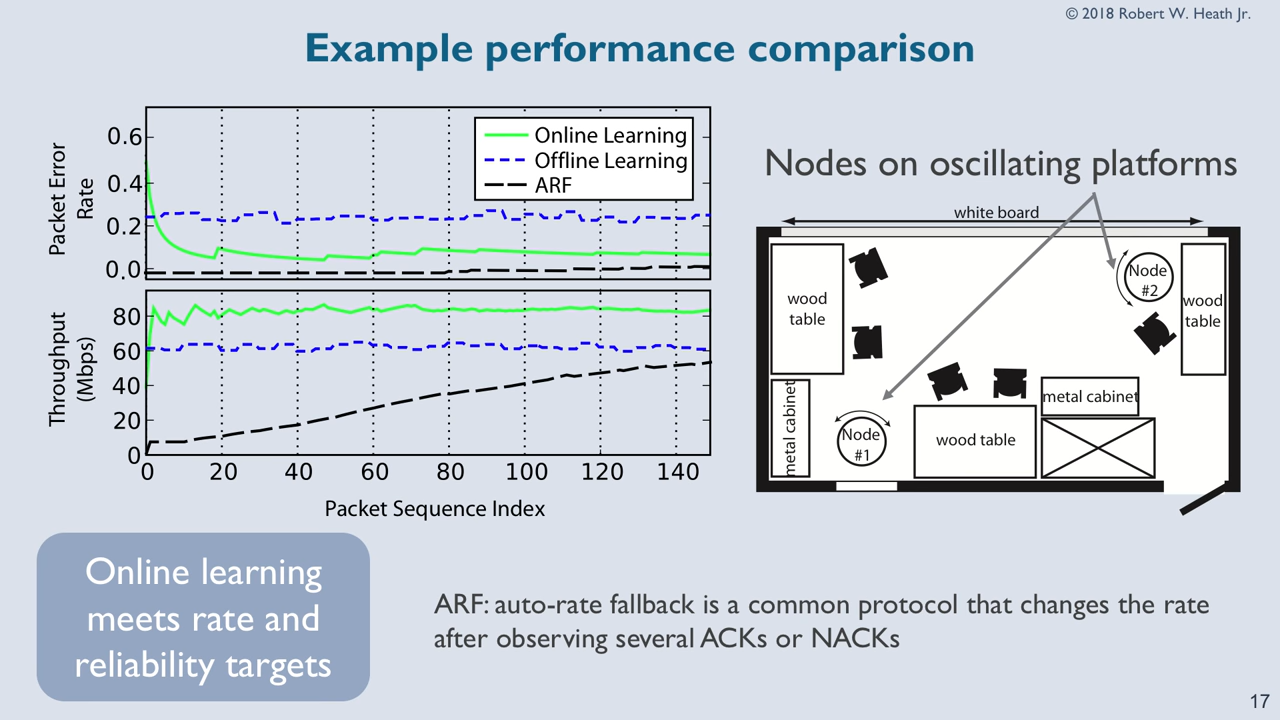 © 2018 Robert W. Heath Jr.
Example performance comparison
Packet Error
Rate
0.6
0.4
0.2
0.0
Online Learning
Offline Learning
ARF
Throughput
(Mbps)
80
60
40
20
0
0 20 40 60 80 100 120 140
Packet Sequence Index
Nodes on oscillating platforms
white board
wood
table
Node
#2
wood
table
metal cabinet
metal cabinet
Node
#1
wood table
Online learning
meets rate and
reliability targets
ARF: auto-rate fallback is a common protocol that changes the rate
after observing several ACKs or NACKs
17